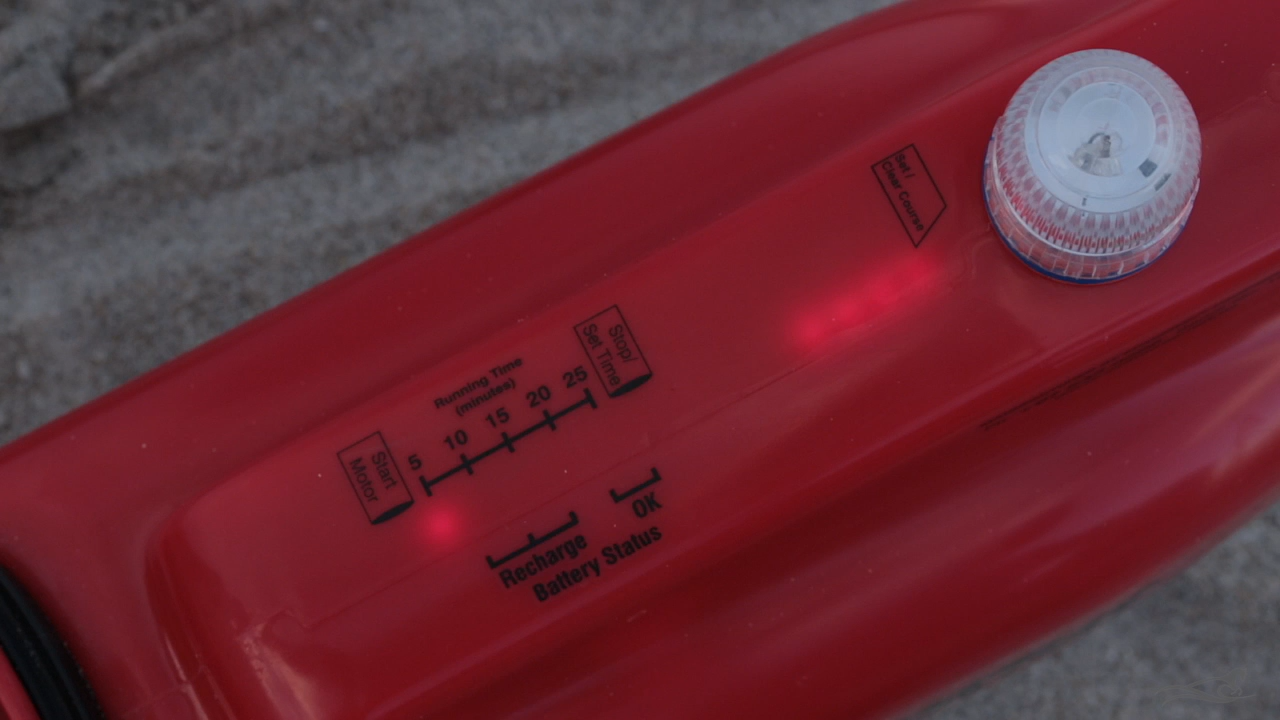 Set /
Clear Course
Stop/
Set Time
Running Time
(minutes)
5 10 15 20 25
Start
Motor
OK
Recharge
Battery Status